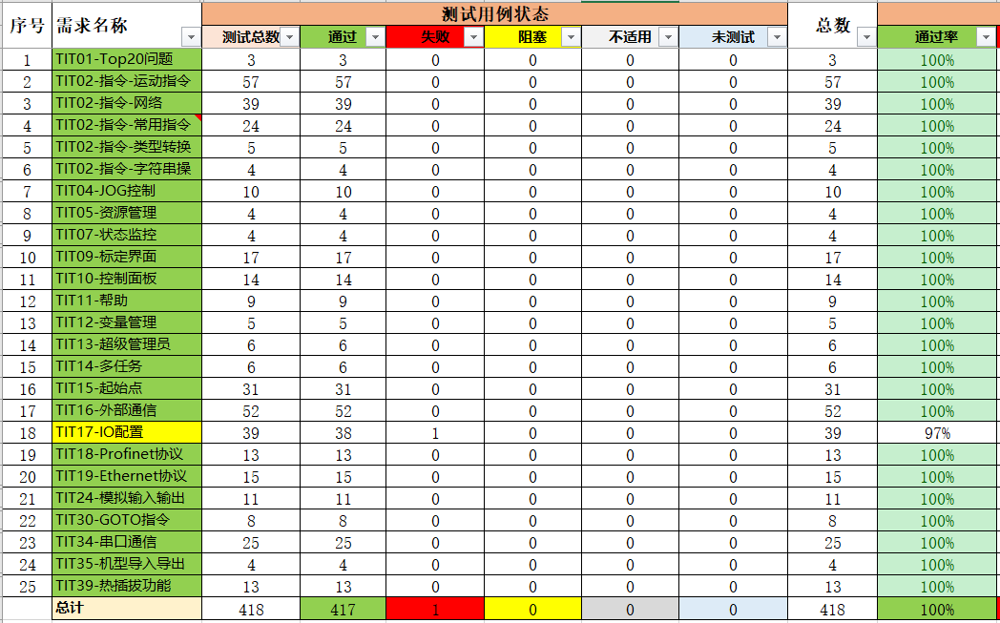 测试用例状态
序号 需求名称 测试总数 通过 失败 阻塞 不适用 未测试 总数 通过率
1 TIT01-Top20问题 3 3 0 0 0 0 3 100%
2 TIT02-指令-运动指令 57 57 0 0 0 0 57 100%
3 TIT02-指令-网络 39 39 0 0 0 0 39 100%
4 TIT02-指令-常用指令 24 24 0 0 0 0 24 100%
5 TIT02-指令-类型转换 5 5 0 0 0 0 5 100%
6 TIT02-指令-字符串操 4 4 0 0 0 0 4 100%
7 TIT04-JOG控制 10 10 0 0 0 0 10 100%
8 TIT05-资源管理 4 4 0 0 0 0 4 100%
9 TIT07-状态监控 4 4 0 0 0 0 4 100%
10 TIT09-标定界面 17 17 0 0 0 0 17 100%
11 TIT10-控制面板 14 14 0 0 0 0 14 100%
12 TIT11-帮助 9 9 0 0 0 0 9 100%
13 TIT12-变量管理 5 5 0 0 0 0 5 100%
14 TIT13-超级管理员 6 6 0 0 0 0 6 100%
15 TIT14-多任务 6 6 0 0 0 0 6 100%
16 TIT15-起始点 31 31 0 0 0 0 31 100%
17 TIT16-外部通信 52 52 0 0 0 0 52 100%
18 TIT17-IO配置 39 38 1 0 0 0 39 97%
19 TIT18-Profinet协议 13 13 0 0 0 0 13 100%
20 TIT19-Ethernet协议 15 15 0 0 0 0 15 100%
21 TIT24-模拟输入输出 11 11 0 0 0 0 11 100%
22 TIT30-GOTO指令 8 8 0 0 0 0 8 100%
23 TIT34-串口通信 25 25 0 0 0 0 25 100%
24 TIT35-机型导入导出 4 4 0 0 0 0 4 100%
25 TIT39-热插拔功能 13 13 0 0 0 0 13 100%
总计 418 417 1 0 0 0 418 100%